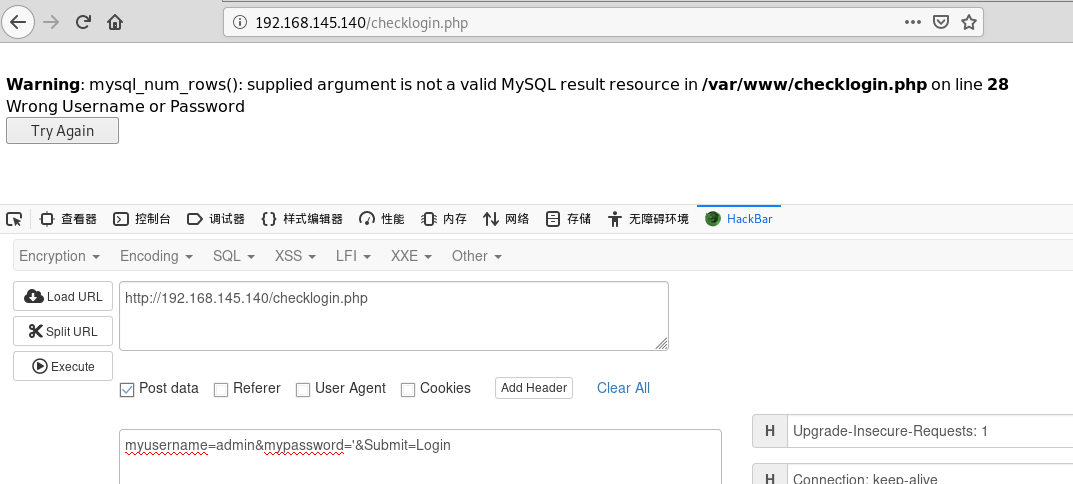 192.168.145.140/checklogin.php
Warning: mysql_num_rows(): supplied argument is not a valid MySQL result resource in /var/www/checklogin.php on line 28
Wrong Username or Password
Try Again
查看器 控制台 调试器 样式编辑器 性能 内存 网络 存储 无障碍环境 HackBar
Encryption Encoding SQL XSS LFI XXE Other
Load URL
http://192.168.145.140/checklogin.php
Split URL
Execute
Post data Referer User Agent Cookies Add Header Clear All
myusername=admin&mypassword='&Submit=Login
H Upgrade-Insecure-Requests: 1
H Connection: keep-alive